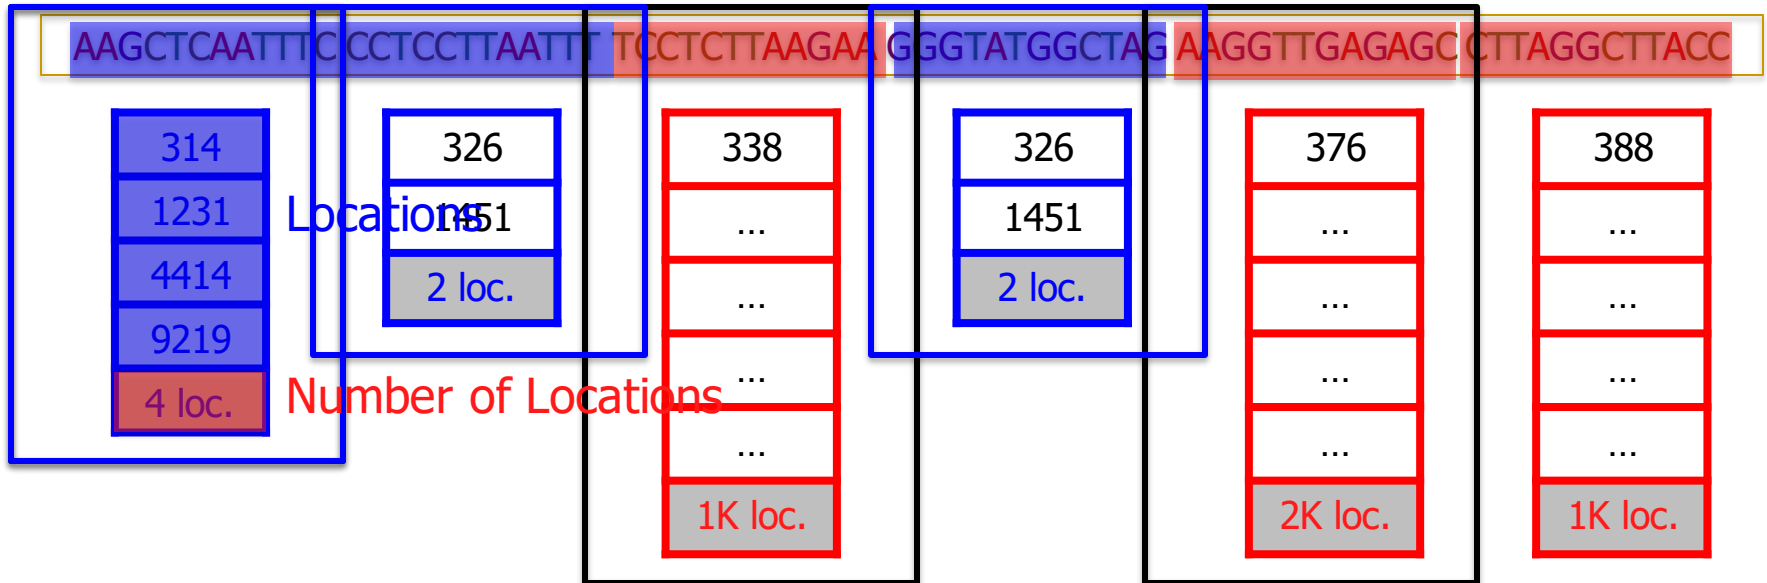 AAGCTCAATTTC CCTCCTTAATTT TCCTCTTAAGAA GGGTATGGCTAG AAGGTTGAGAGC CTTAGGCTTACC
314
1231
4414
9219
4 loc.
Locations
Number of Locations
326
1451
2 loc.
338
...
...
...
...
1K loc.
326
1451
2 loc.
376
...
...
...
...
2K loc.
388
...
...
...
...
1K loc.